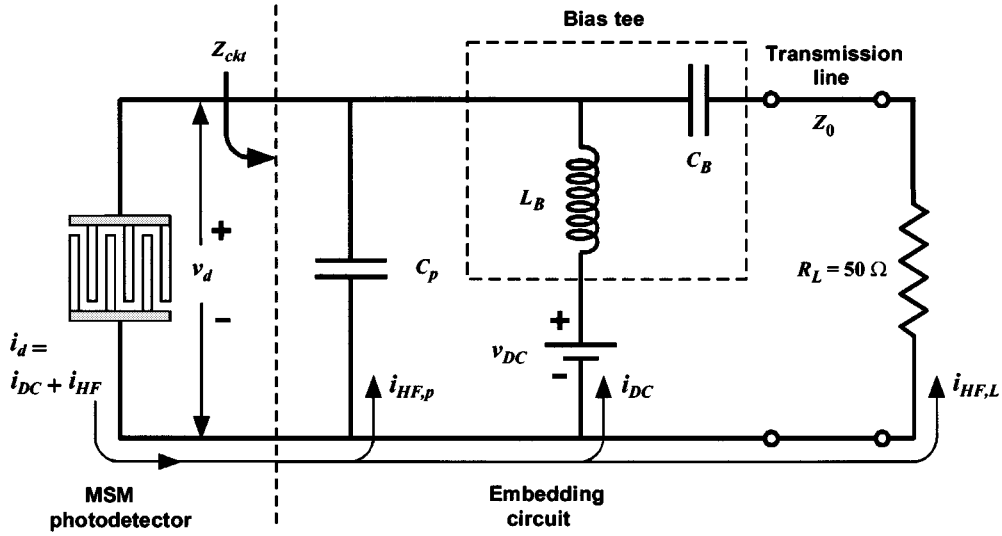 Bias tee
Z_ckt
Transmission
line
Z_0
C_B
L_B
+
v_d
−
C_p
R_L = 50 Ω
+
v_DC
−
i_d =
i_DC + i_HF
i_HF,p
i_DC
i_HF,L
MSM
photodetector
Embedding
circuit